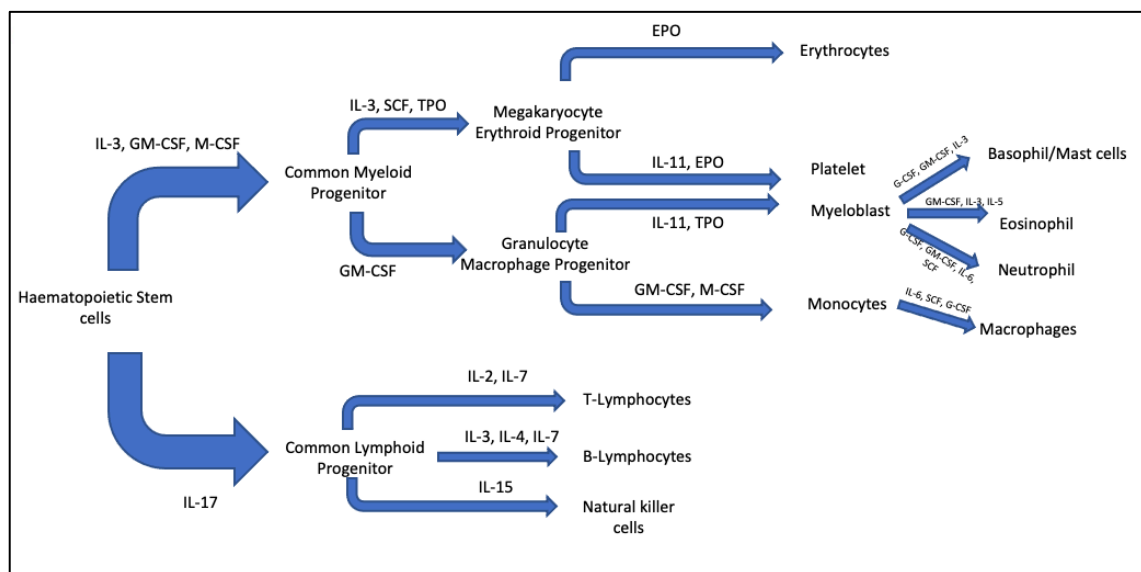 EPO
Erythrocytes
IL-3, SCF, TPO
Megakaryocyte
Erythroid Progenitor
IL-3, GM-CSF, M-CSF
Common Myeloid
Progenitor
IL-11, EPO
Platelet
G-CSF, GM-CSF, IL-3
Basophil/Mast cells
IL-11, TPO
Myeloblast
GM-CSF, IL-3, IL-5
Eosinophil
GM-CSF
Granulocyte
Macrophage Progenitor
G-CSF, GM-CSF, IL-6,
SCF
Neutrophil
GM-CSF, M-CSF
Monocytes
IL-6, SCF, G-CSF
Macrophages
Haematopoietic Stem
cells
IL-2, IL-7
T-Lymphocytes
Common Lymphoid
Progenitor
IL-3, IL-4, IL-7
B-Lymphocytes
IL-17
IL-15
Natural killer
cells